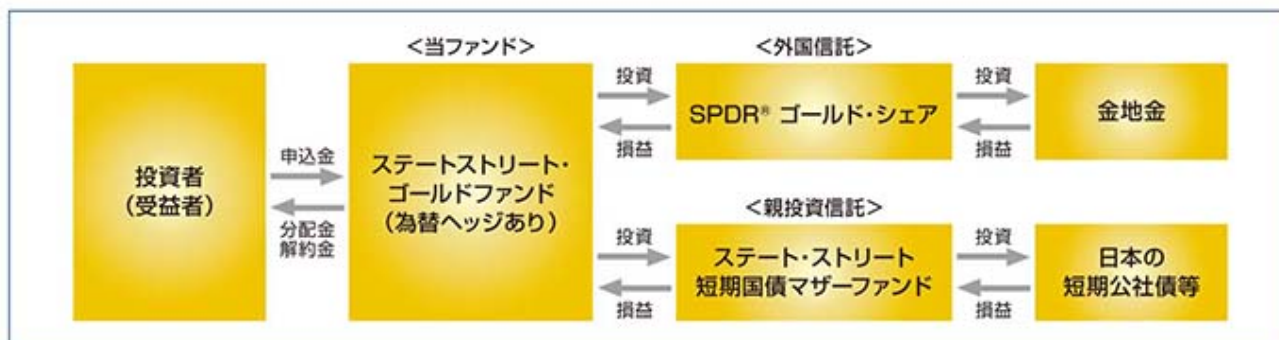 <当ファンド>
<外国信託>
投資者
(受益者)
申込金
分配金
解約金
ステートストリート・
ゴールドファンド
(為替ヘッジあり)
投資
損益
SPDR® ゴールド・シェア
投資
損益
金地金
<親投資信託>
投資
損益
ステート・ストリート
短期国債マザーファンド
投資
損益
日本の
短期公社債等